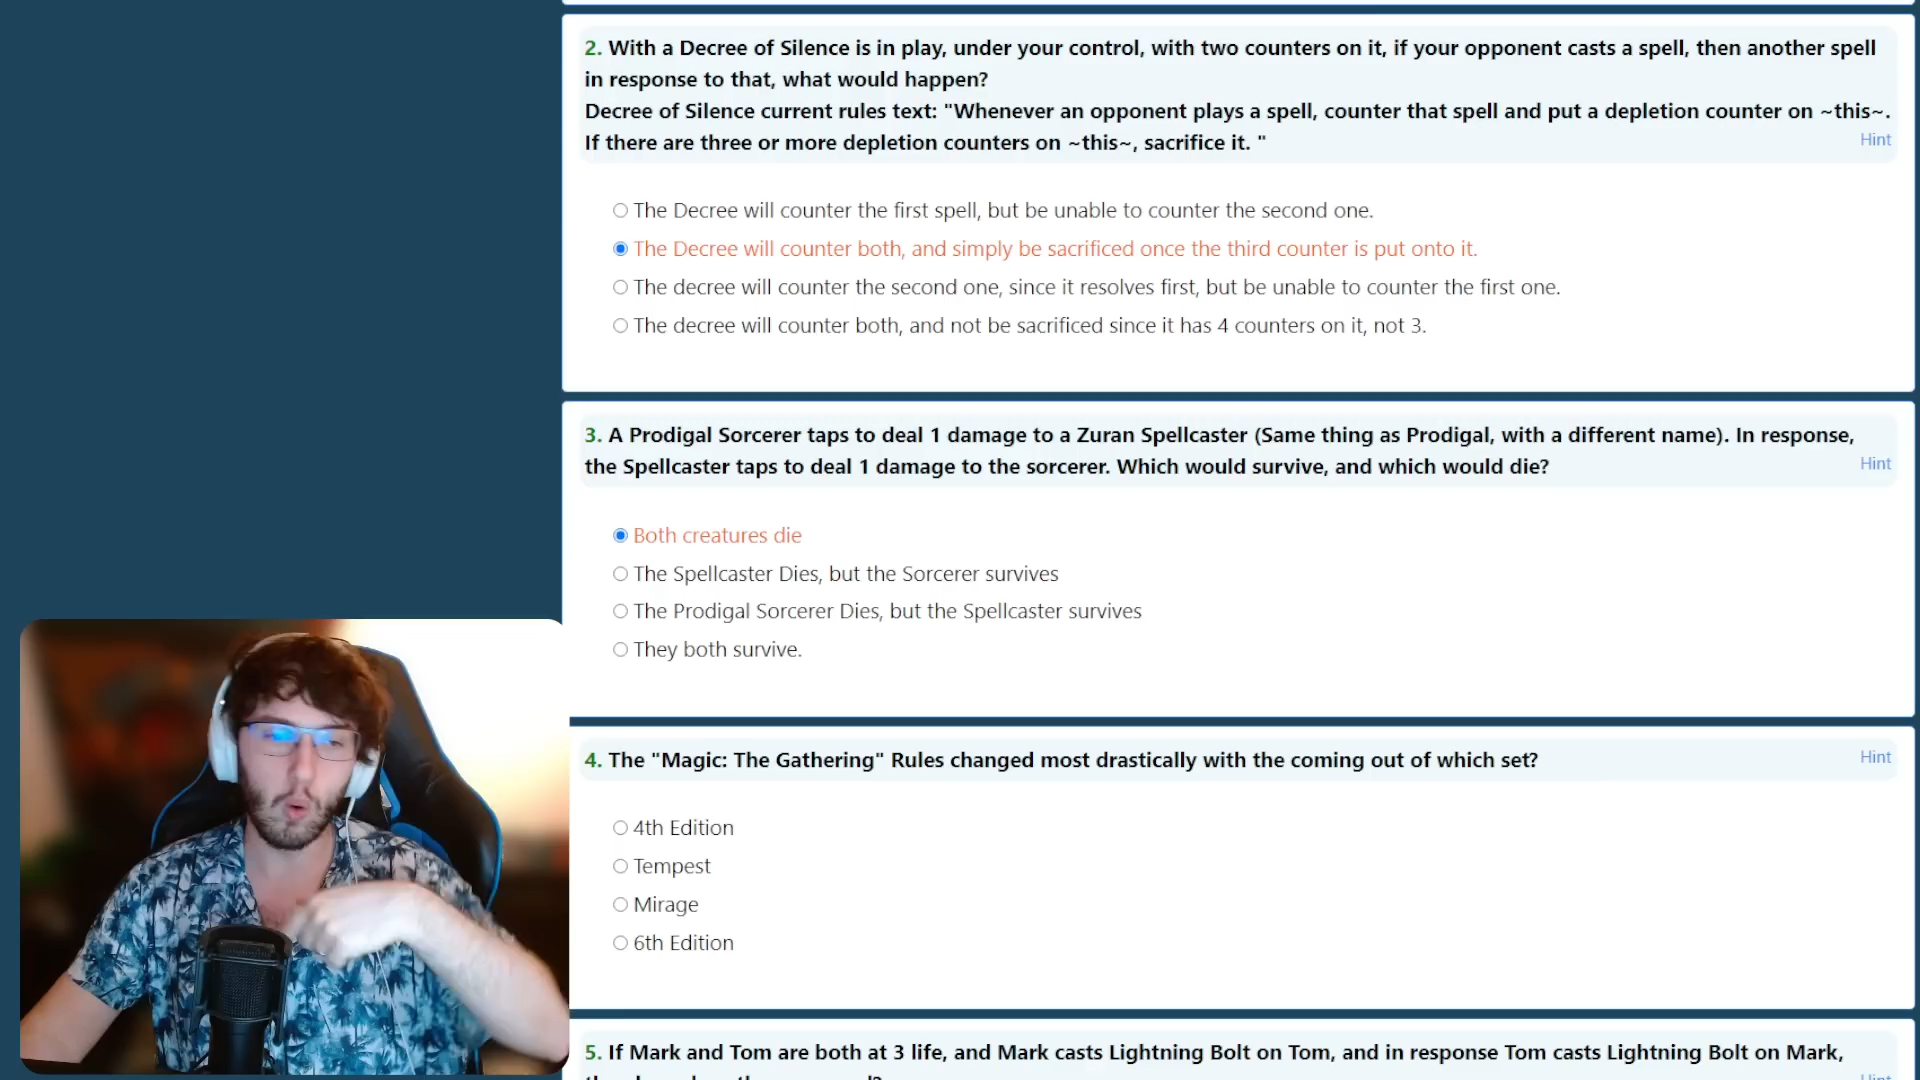 2. With a Decree of Silence is in play, under your control, with two counters on it, if your opponent casts a spell, then another spell
in response to that, what would happen?
Decree of Silence current rules text: "Whenever an opponent plays a spell, counter that spell and put a depletion counter on ~this~.
If there are three or more depletion counters on ~this~, sacrifice it. "
Hint
The Decree will counter the first spell, but be unable to counter the second one.
The Decree will counter both, and simply be sacrificed once the third counter is put onto it.
The decree will counter the second one, since it resolves first, but be unable to counter the first one.
The decree will counter both, and not be sacrificed since it has 4 counters on it, not 3.
3. A Prodigal Sorcerer taps to deal 1 damage to a Zuran Spellcaster (Same thing as Prodigal, with a different name). In response,
the Spellcaster taps to deal 1 damage to the sorcerer. Which would survive, and which would die?
Hint
Both creatures die
The Spellcaster Dies, but the Sorcerer survives
The Prodigal Sorcerer Dies, but the Spellcaster survives
They both survive.
4. The "Magic: The Gathering" Rules changed most drastically with the coming out of which set?
Hint
4th Edition
Tempest
Mirage
6th Edition
5. If Mark and Tom are both at 3 life, and Mark casts Lightning Bolt on Tom, and in response Tom casts Lightning Bolt on Mark,